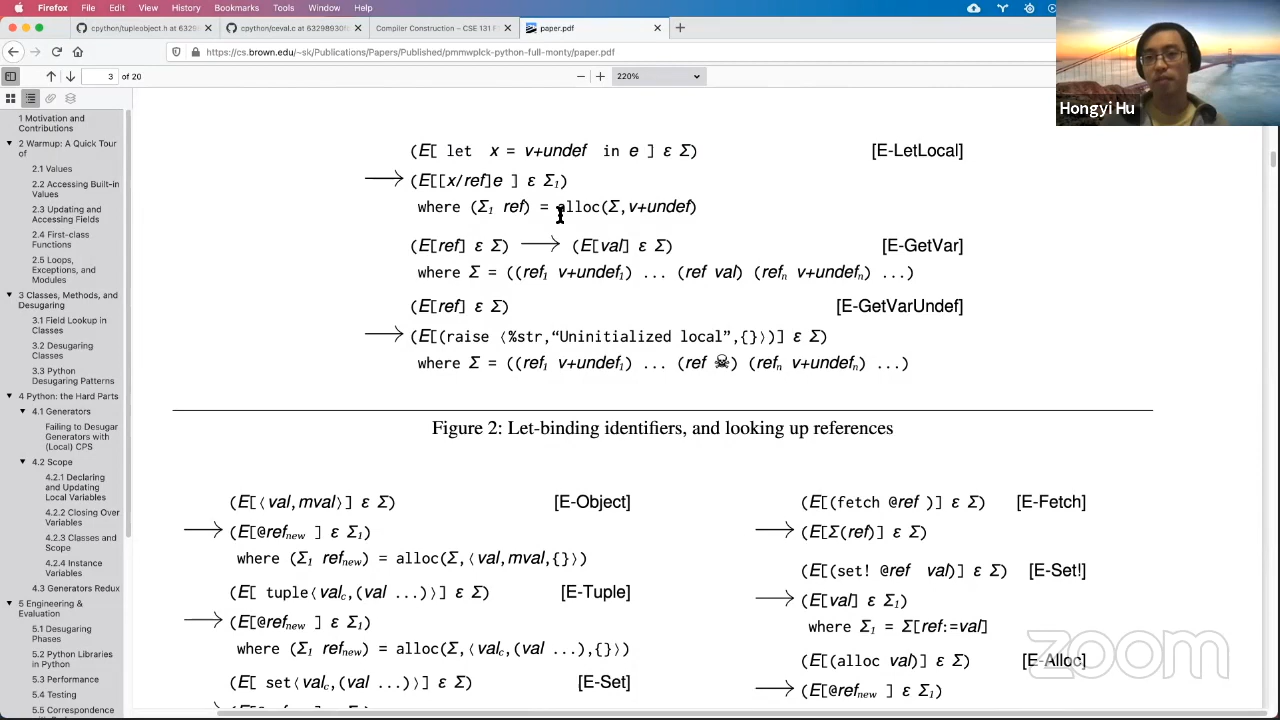 Firefox File Edit View History Bookmarks Tools Window Help
cpython/tupleobject.h at 6329893
cpython/ceval.c at 63298930f
Compiler Construction – CSE 131 F
paper.pdf
https://cs.brown.edu/~sk/Publications/Papers/Published/pmmwplck-python-full-monty/paper.pdf
3 of 20
220%
Hongyi Hu
1 Motivation and
Contributions
2 Warmup: A Quick Tour
of
2.1 Values
2.2 Accessing Built-in
Values
2.3 Updating and
Accessing Fields
2.4 First-class
Functions
2.5 Loops,
Exceptions, and
Modules
3 Classes, Methods, and
Desugaring
3.1 Field Lookup in
Classes
3.2 Desugaring
Classes
3.3 Python
Desugaring Patterns
4 Python: the Hard Parts
4.1 Generators
Failing to Desugar
Generators with
(Local) CPS
4.2 Scope
4.2.1 Declaring
and Updating
Local Variables
4.2.2 Closing Over
Variables
4.2.3 Classes and
Scope
4.2.4 Instance
Variables
4.3 Generators Redux
5 Engineering &
Evaluation
5.1 Desugaring
Phases
5.2 Python Libraries
in Python
5.3 Performance
5.4 Testing
5.5 Correspondence
(E[ let x = v+undef in e ] ε Σ) [E-LetLocal]
⟶ (E[[x/ref]e ] ε Σ₁)
where (Σ₁ ref) = alloc(Σ,v+undef)
(E[ref] ε Σ) ⟶ (E[val] ε Σ) [E-GetVar]
where Σ = ((ref₁ v+undef₁) ... (ref val) (refₙ v+undefₙ) ...)
(E[ref] ε Σ) [E-GetVarUndef]
⟶ (E[(raise ⟨%str,“Uninitialized local”,{}⟩)] ε Σ)
where Σ = ((ref₁ v+undef₁) ... (ref ☠) (refₙ v+undefₙ) ...)
Figure 2: Let-binding identifiers, and looking up references
(E[⟨val,mval⟩] ε Σ) [E-Object]
⟶ (E[@ref_new ] ε Σ₁)
where (Σ₁ ref_new) = alloc(Σ,⟨val,mval,{}⟩)
(E[ tuple⟨val_c,(val ...)⟩] ε Σ) [E-Tuple]
⟶ (E[@ref_new ] ε Σ₁)
where (Σ₁ ref_new) = alloc(Σ,⟨val_c,(val ...),{}⟩)
(E[ set⟨val_c,(val ...)⟩] ε Σ) [E-Set]
(E[(fetch @ref )] ε Σ) [E-Fetch]
⟶ (E[Σ(ref)] ε Σ)
(E[(set! @ref val)] ε Σ) [E-Set!]
⟶ (E[val] ε Σ₁)
where Σ₁ = Σ[ref:=val]
(E[(alloc val)] ε Σ) [E-Alloc]
⟶ (E[@ref_new ] ε Σ₁)
zoom